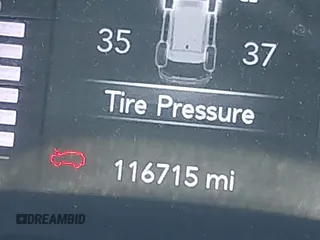 35 37
Tire Pressure
116715 mi
DREAMBID